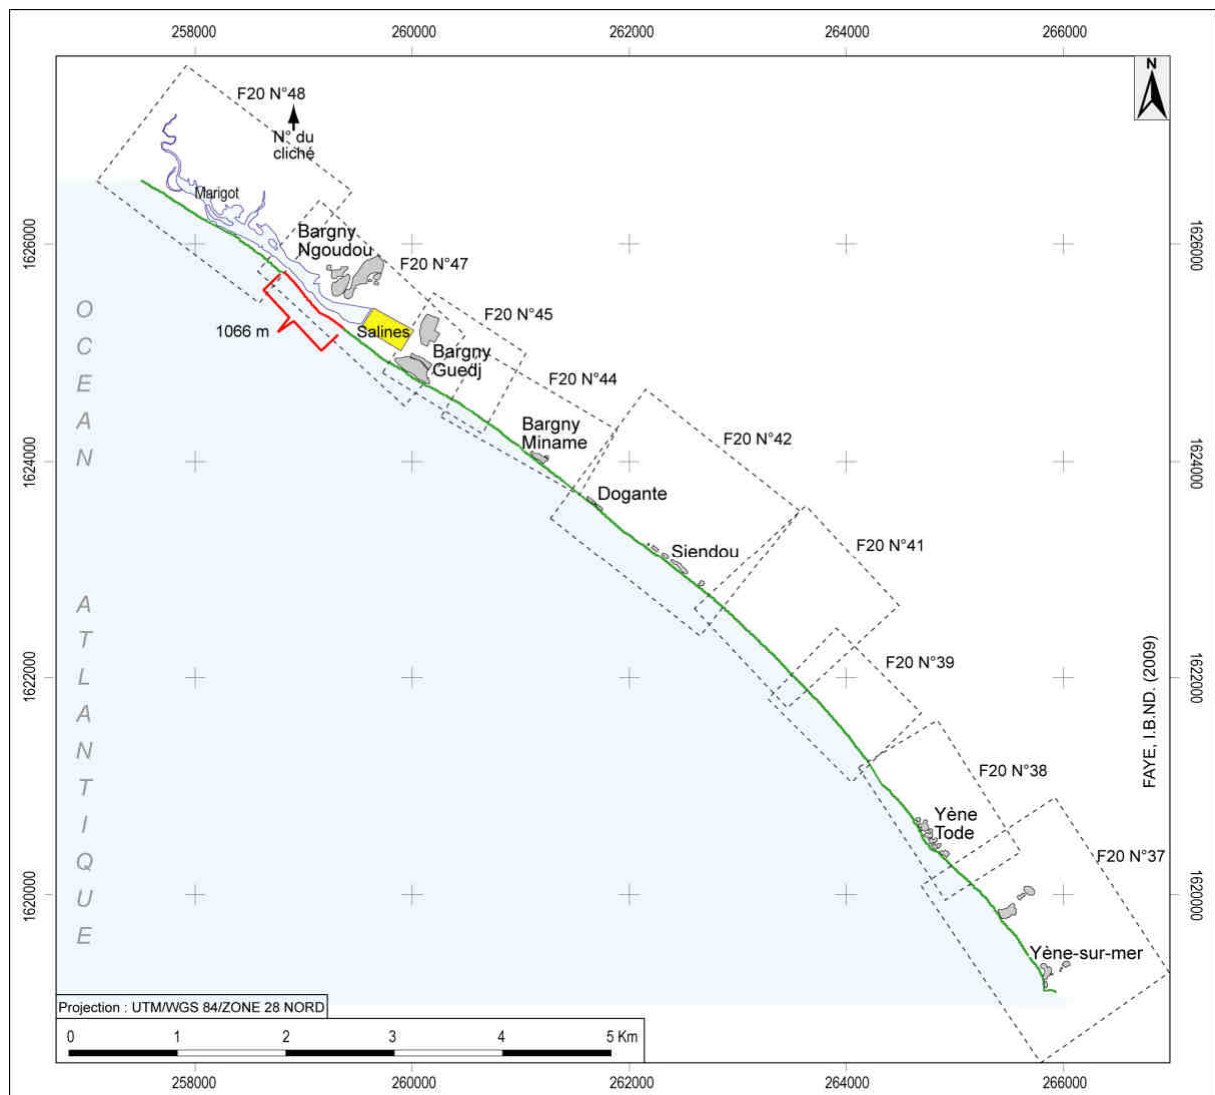 258000
260000
262000
264000
266000
N
F20 N°48
N° du
cliché
Marigot
Bargny
Ngoudou
F20 N°47
1626000
1626000
OCEAN
1066 m
Salines
F20 N°45
Bargny
Guedj
F20 N°44
Bargny
Miname
F20 N°42
1624000
1624000
Dogante
Siendou
F20 N°41
ATLANTIQUE
F20 N°39
1622000
1622000
FAYE, I.B.ND. (2009)
F20 N°38
Yène
Tode
F20 N°37
1620000
1620000
Yène-sur-mer
Projection : UTM/WGS 84/ZONE 28 NORD
0 1 2 3 4 5 Km
258000
260000
262000
264000
266000